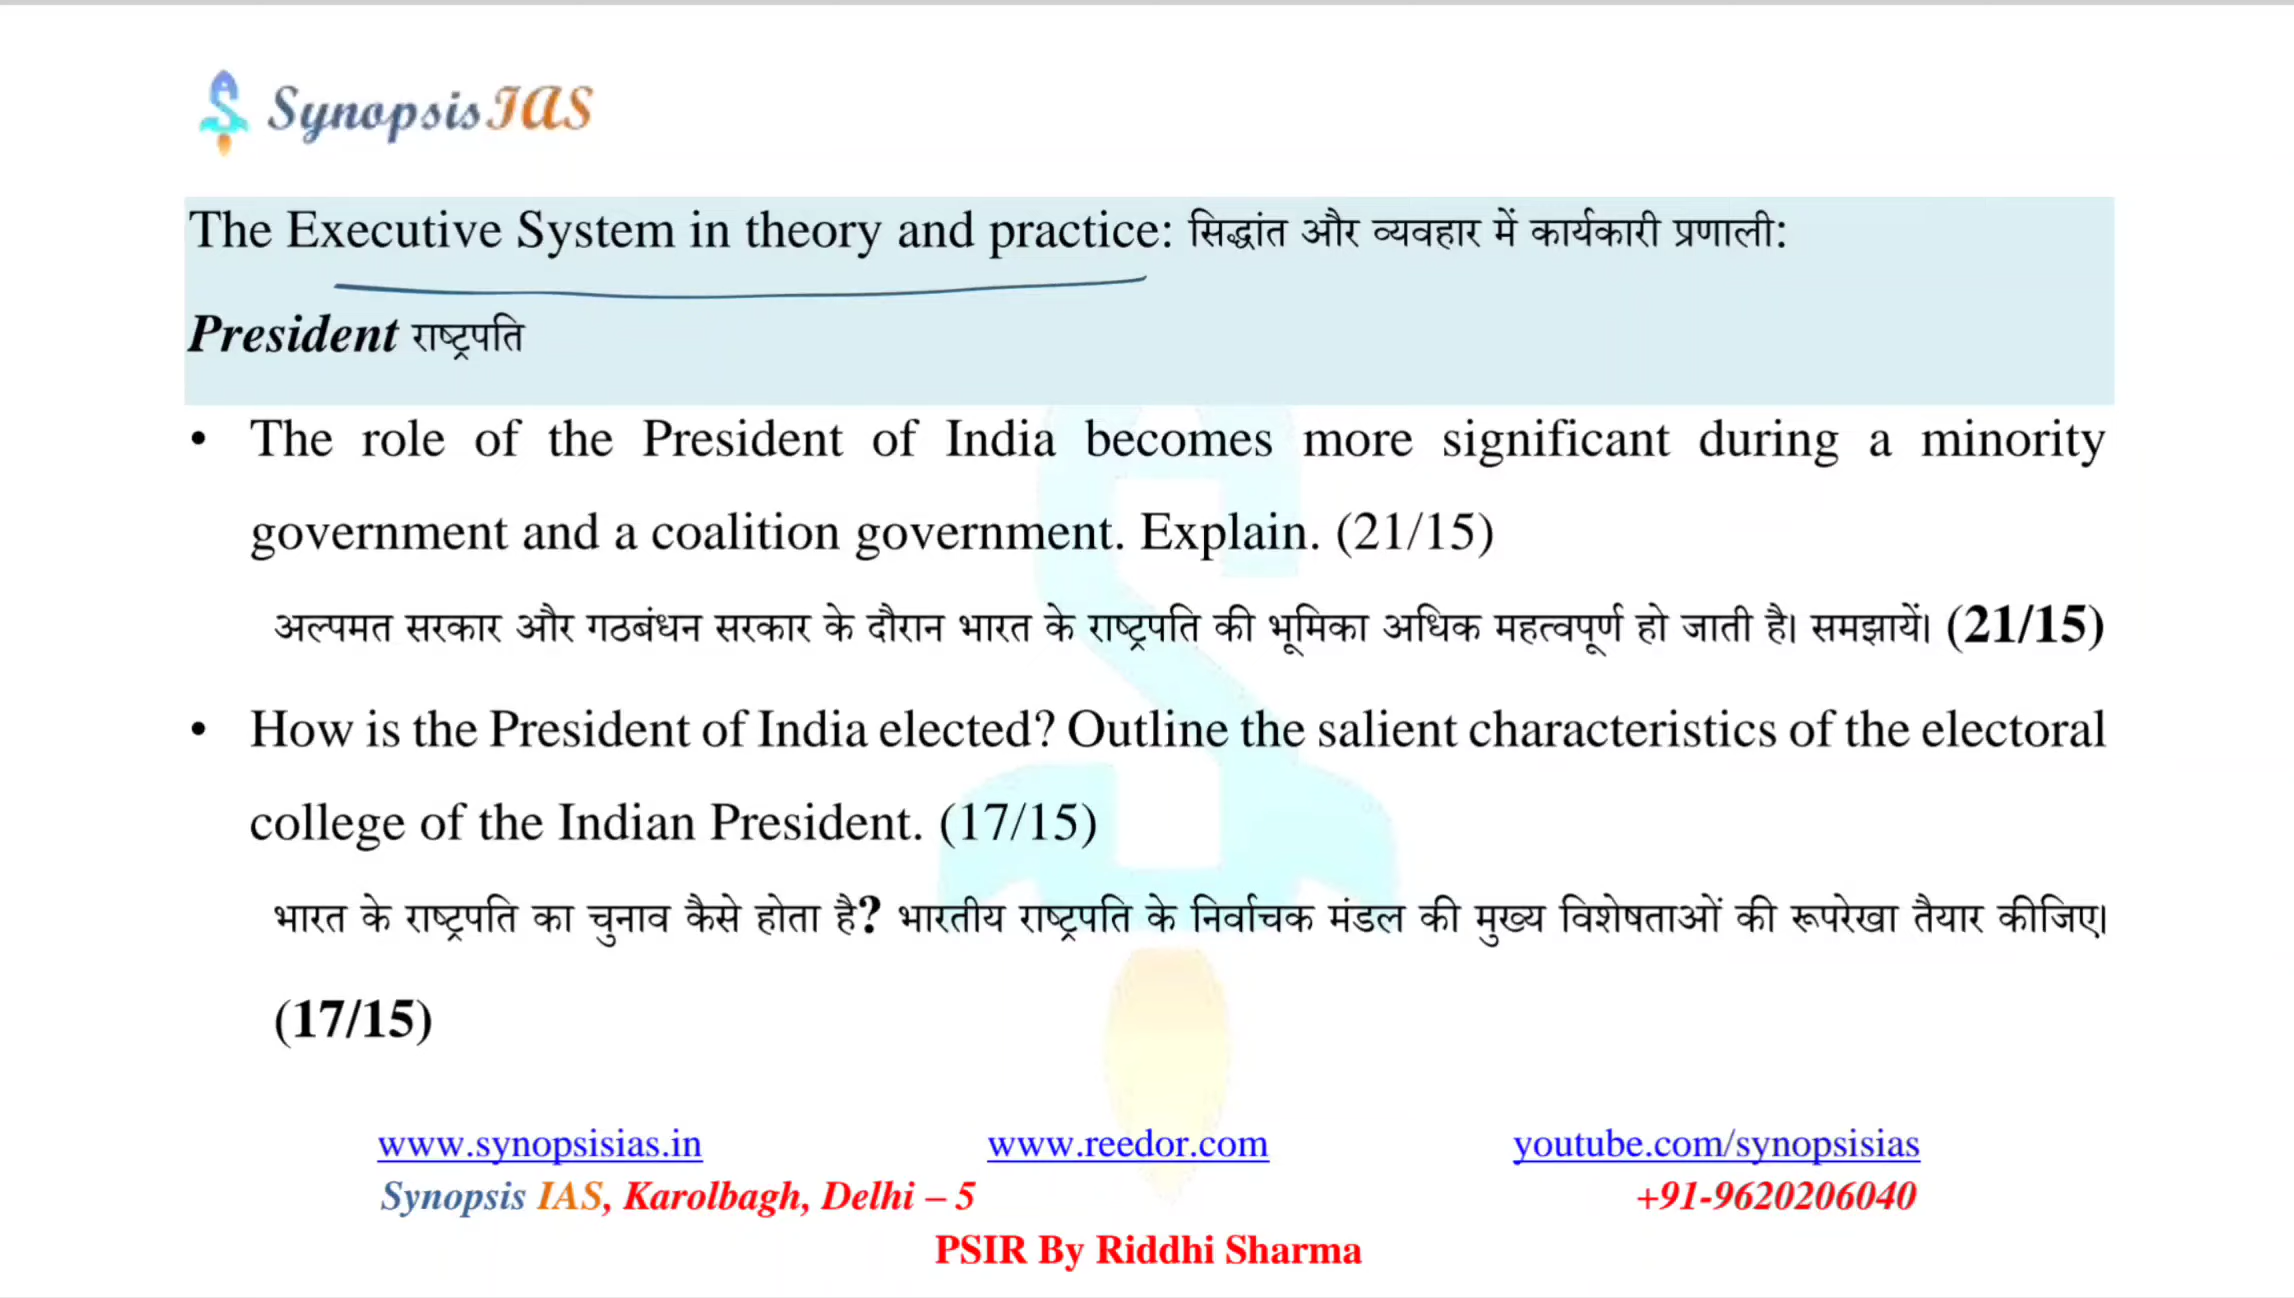 Synopsis IAS
The Executive System in theory and practice: सिद्धांत और व्यवहार में कार्यकारी प्रणाली:
President राष्ट्रपति
• The role of the President of India becomes more significant during a minority
government and a coalition government. Explain. (21/15)
अल्पमत सरकार और गठबंधन सरकार के दौरान भारत के राष्ट्रपति की भूमिका अधिक महत्वपूर्ण हो जाती है। समझायें। (21/15)
• How is the President of India elected? Outline the salient characteristics of the electoral
college of the Indian President. (17/15)
भारत के राष्ट्रपति का चुनाव कैसे होता है? भारतीय राष्ट्रपति के निर्वाचक मंडल की मुख्य विशेषताओं की रूपरेखा तैयार कीजिए।
(17/15)
www.synopsisias.in www.reedor.com youtube.com/synopsisias
Synopsis IAS, Karolbagh, Delhi – 5 +91-9620206040
PSIR By Riddhi Sharma